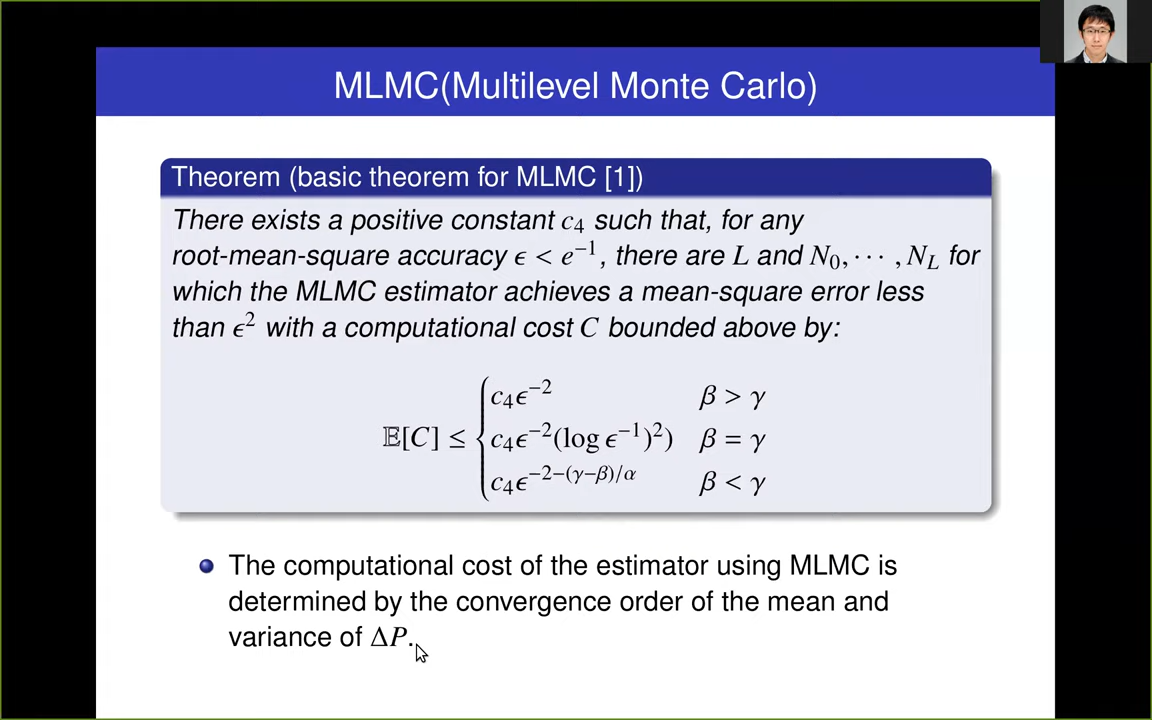 MLMC(Multilevel Monte Carlo)
Theorem (basic theorem for MLMC [1])
There exists a positive constant c₄ such that, for any
root-mean-square accuracy ϵ < e⁻¹, there are L and N₀, ⋯ , N_L for
which the MLMC estimator achieves a mean-square error less
than ϵ² with a computational cost C bounded above by:
𝔼[C] ≤ { c₄ϵ⁻² β > γ
c₄ϵ⁻²(log ϵ⁻¹)²) β = γ
c₄ϵ^{−2−(γ−β)/α} β < γ
The computational cost of the estimator using MLMC is
determined by the convergence order of the mean and
variance of ΔP.